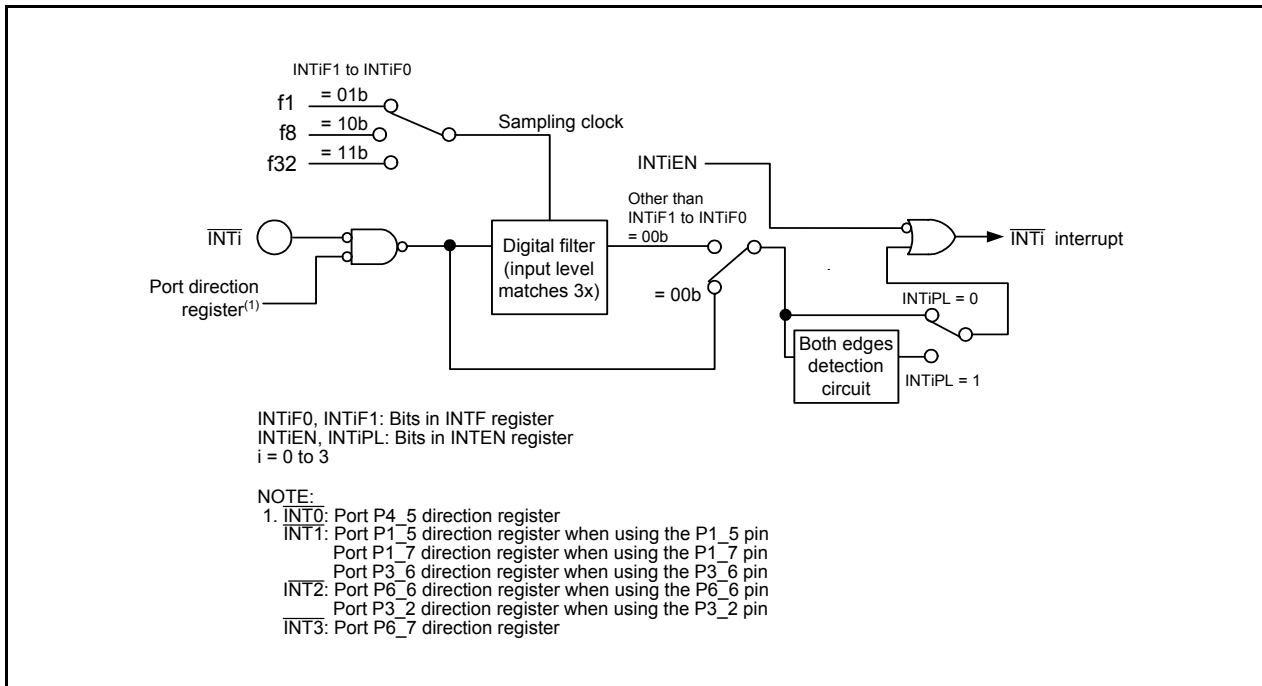 INTiF1 to INTiF0
f1
= 01b
f8
= 10b
f32
= 11b
Sampling clock
INTiEN
INTi
Port direction
register(1)
Digital filter
(input level
matches 3x)
Other than
INTiF1 to INTiF0
= 00b
= 00b
INTi interrupt
INTiPL = 0
Both edges
detection
circuit
INTiPL = 1
INTiF0, INTiF1: Bits in INTF register
INTiEN, INTiPL: Bits in INTEN register
i = 0 to 3
NOTE:
1. INT0: Port P4_5 direction register
INT1: Port P1_5 direction register when using the P1_5 pin
Port P1_7 direction register when using the P1_7 pin
Port P3_6 direction register when using the P3_6 pin
INT2: Port P6_6 direction register when using the P6_6 pin
Port P3_2 direction register when using the P3_2 pin
INT3: Port P6_7 direction register